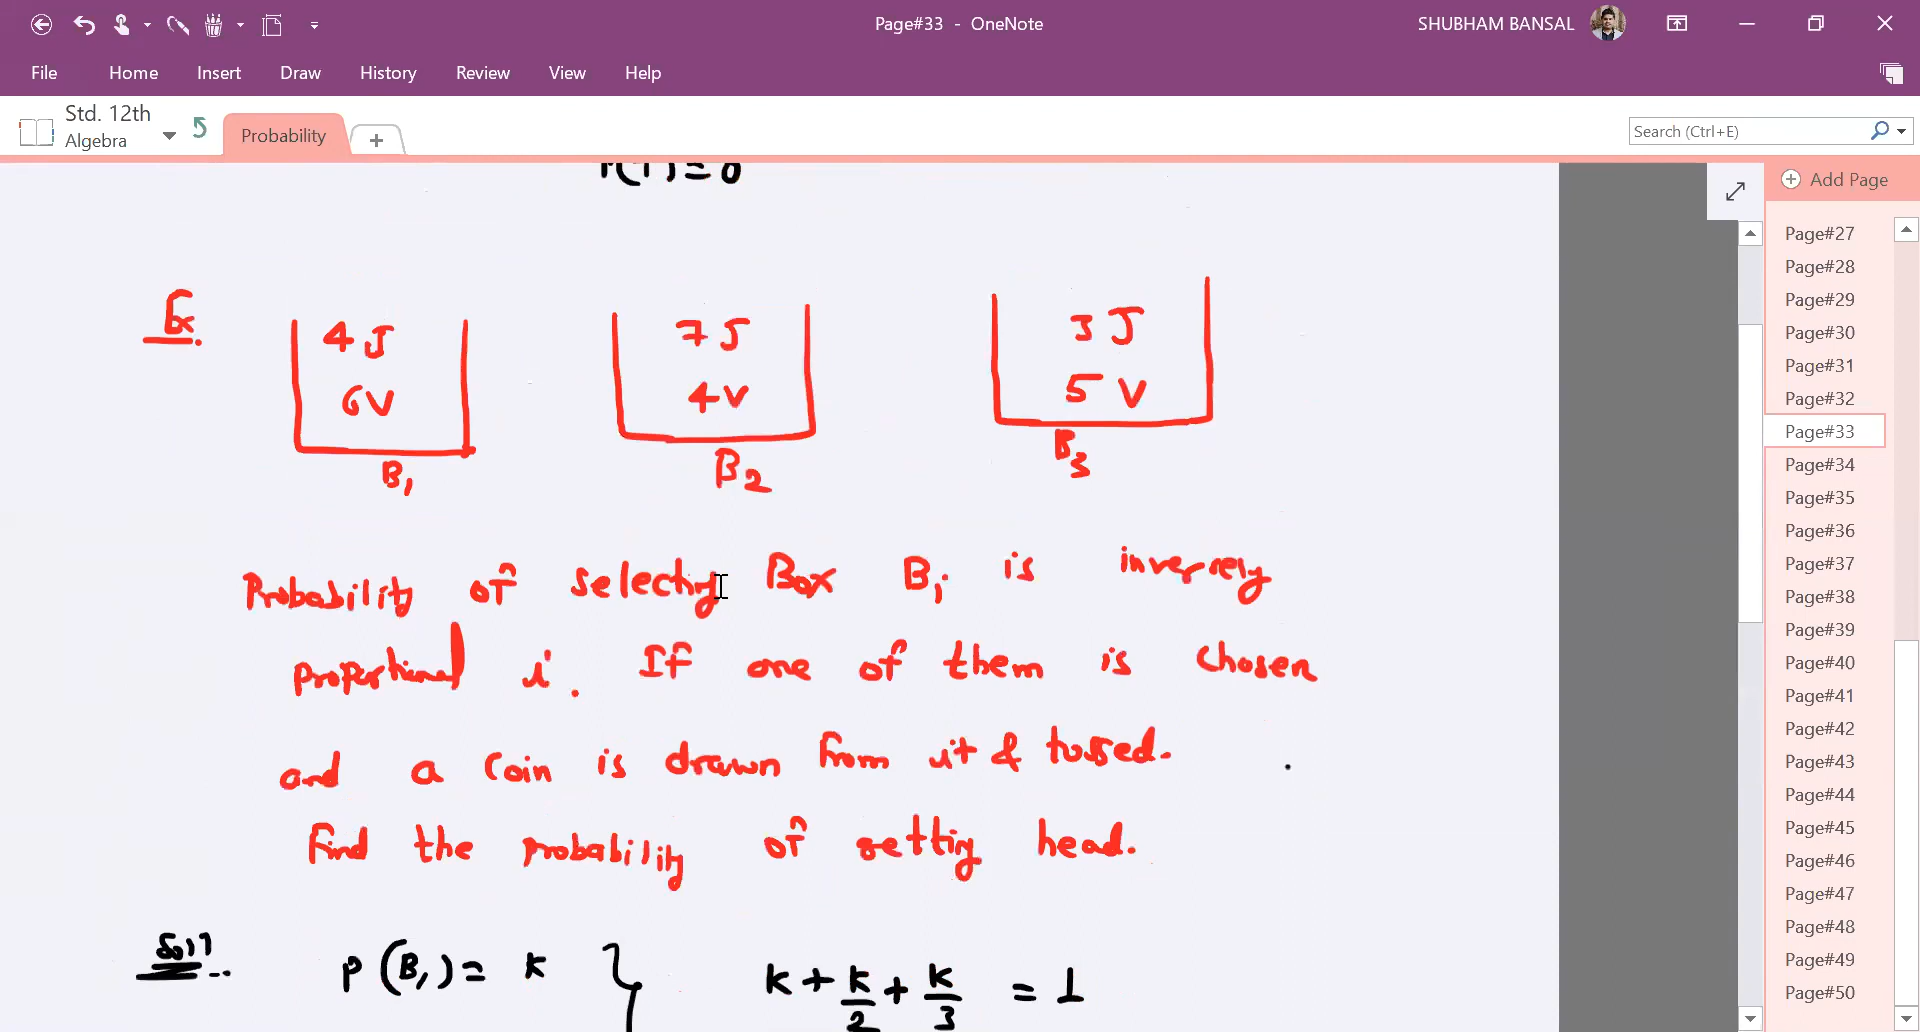 Page#33 - OneNote
SHUBHAM BANSAL
File Home Insert Draw History Review View Help
Std. 12th
Algebra
Probability
+
Search (Ctrl+E)
Add Page
Page#27
Page#28
Page#29
Page#30
Page#31
Page#32
Page#33
Page#34
Page#35
Page#36
Page#37
Page#38
Page#39
Page#40
Page#41
Page#42
Page#43
Page#44
Page#45
Page#46
Page#47
Page#48
Page#49
Page#50
Ex.
4 J
6V
B1
7 J
4V
B2
3 J
5 V
B3
Probability of selecting Box Bi is inversely
proportional i. If one of them is chosen
and a coin is drawn from it & tossed.
find the probability of getting head.
Soln
P(B1) = K
K + K/2 + K/3 = 1